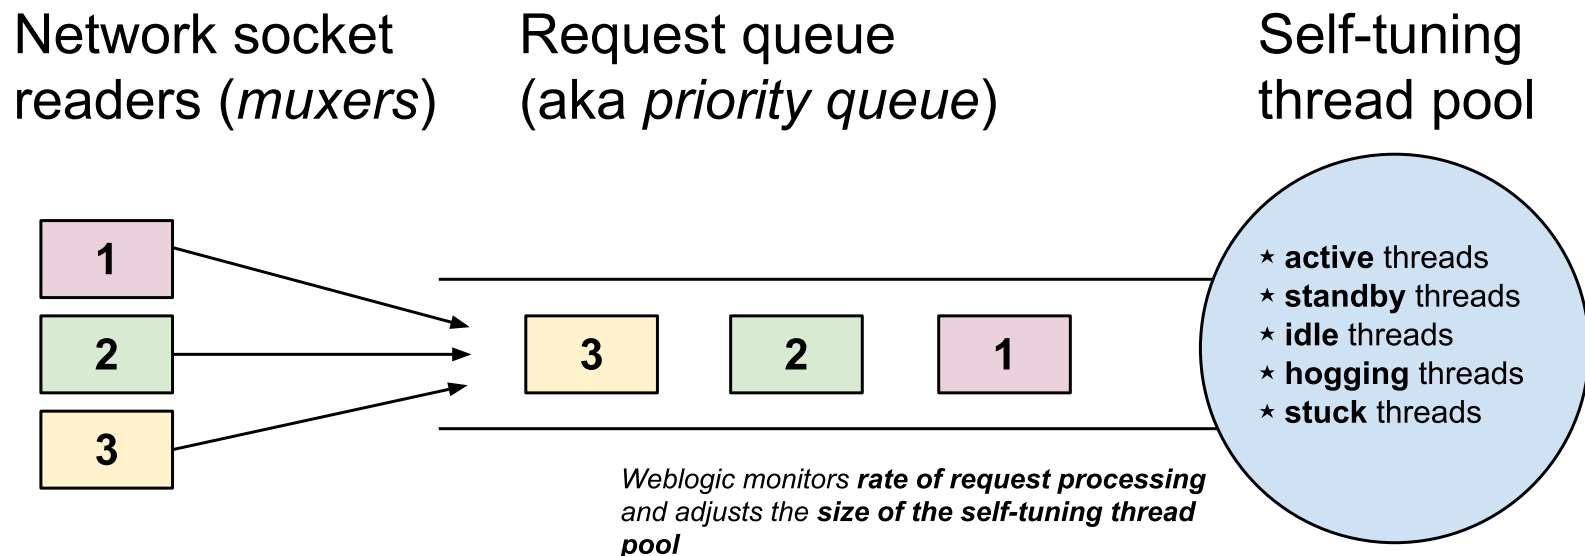 Network socket
readers (muxers)
Request queue
(aka priority queue)
Self-tuning
thread pool
1
2
3
3
2
1
★ active threads
★ standby threads
★ idle threads
★ hogging threads
★ stuck threads
Weblogic monitors rate of request processing
and adjusts the size of the self-tuning thread
pool